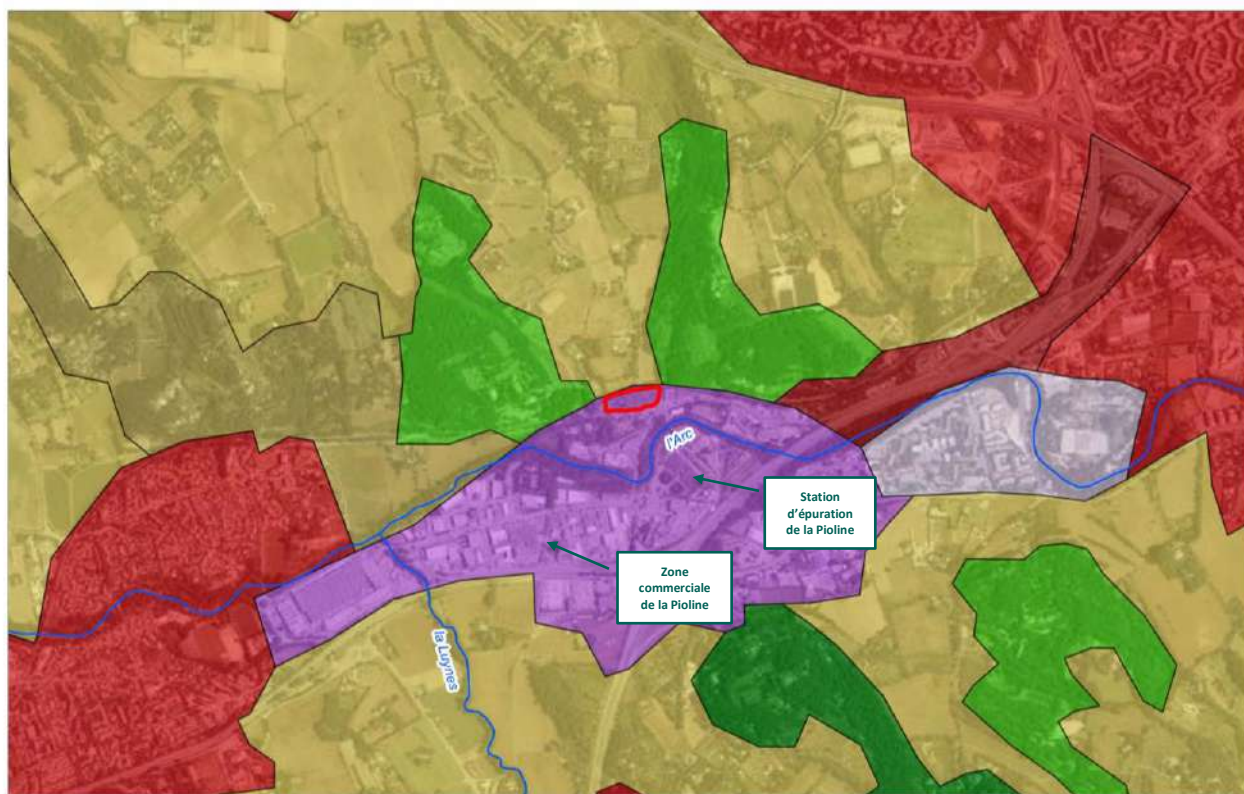 l'Arc
Station
d'épuration
de la Pioline
Zone
commerciale
de la Pioline
la Luynes